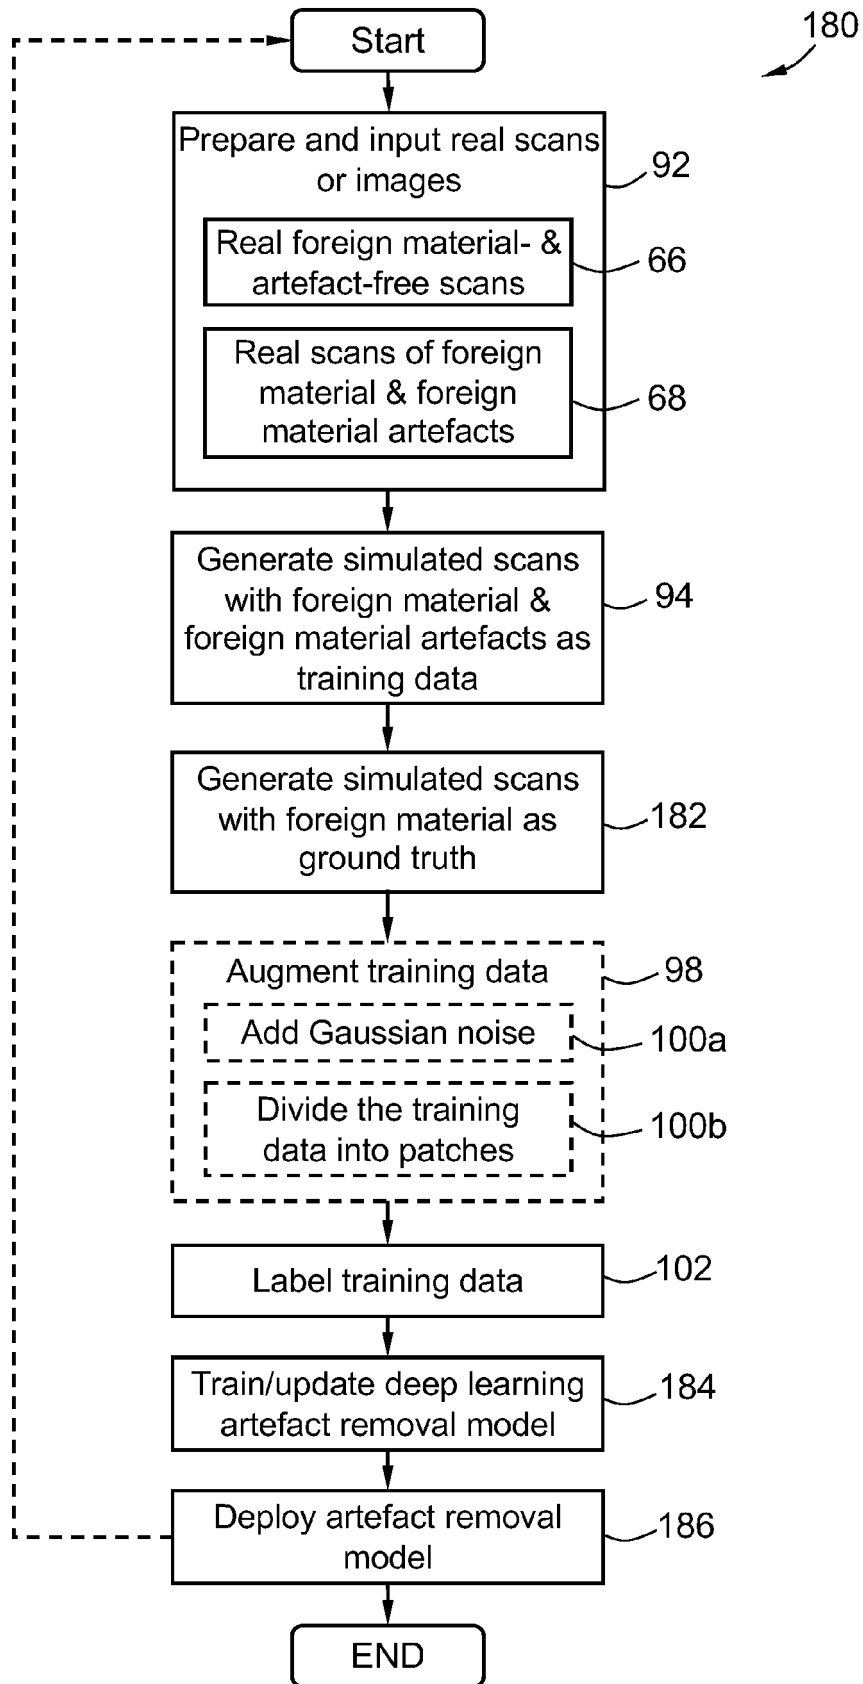 Start
180
Prepare and input real scans
or images
92
Real foreign material- &
artefact-free scans
66
Real scans of foreign
material & foreign
material artefacts
68
Generate simulated scans
with foreign material &
foreign material artefacts as
training data
94
Generate simulated scans
with foreign material as
ground truth
182
Augment training data
98
Add Gaussian noise
100a
Divide the training
data into patches
100b
Label training data
102
Train/update deep learning
artefact removal model
184
Deploy artefact removal
model
186
END